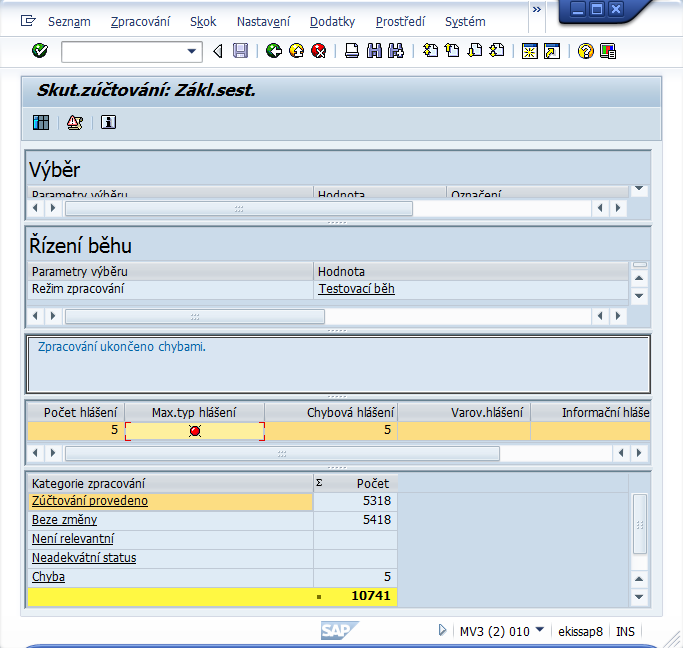 Seznam Zpracování Skok Nastavení Dodatky Prostředí Systém »
Skut.zúčtování: Zákl.sest.
Výběr
Parametry výběru Hodnota Označení
Řízení běhu
Parametry výběru Hodnota
Režim zpracování Testovací běh
Zpracování ukončeno chybami.
Počet hlášení Max.typ hlášení Chybová hlášení Varov.hlášení Informační hláše
5 5
Kategorie zpracování Σ Počet
Zúčtování provedeno 5318
Beze změny 5418
Není relevantní
Neadekvátní status
Chyba 5
10741
SAP MV3 (2) 010 ekissap8 INS